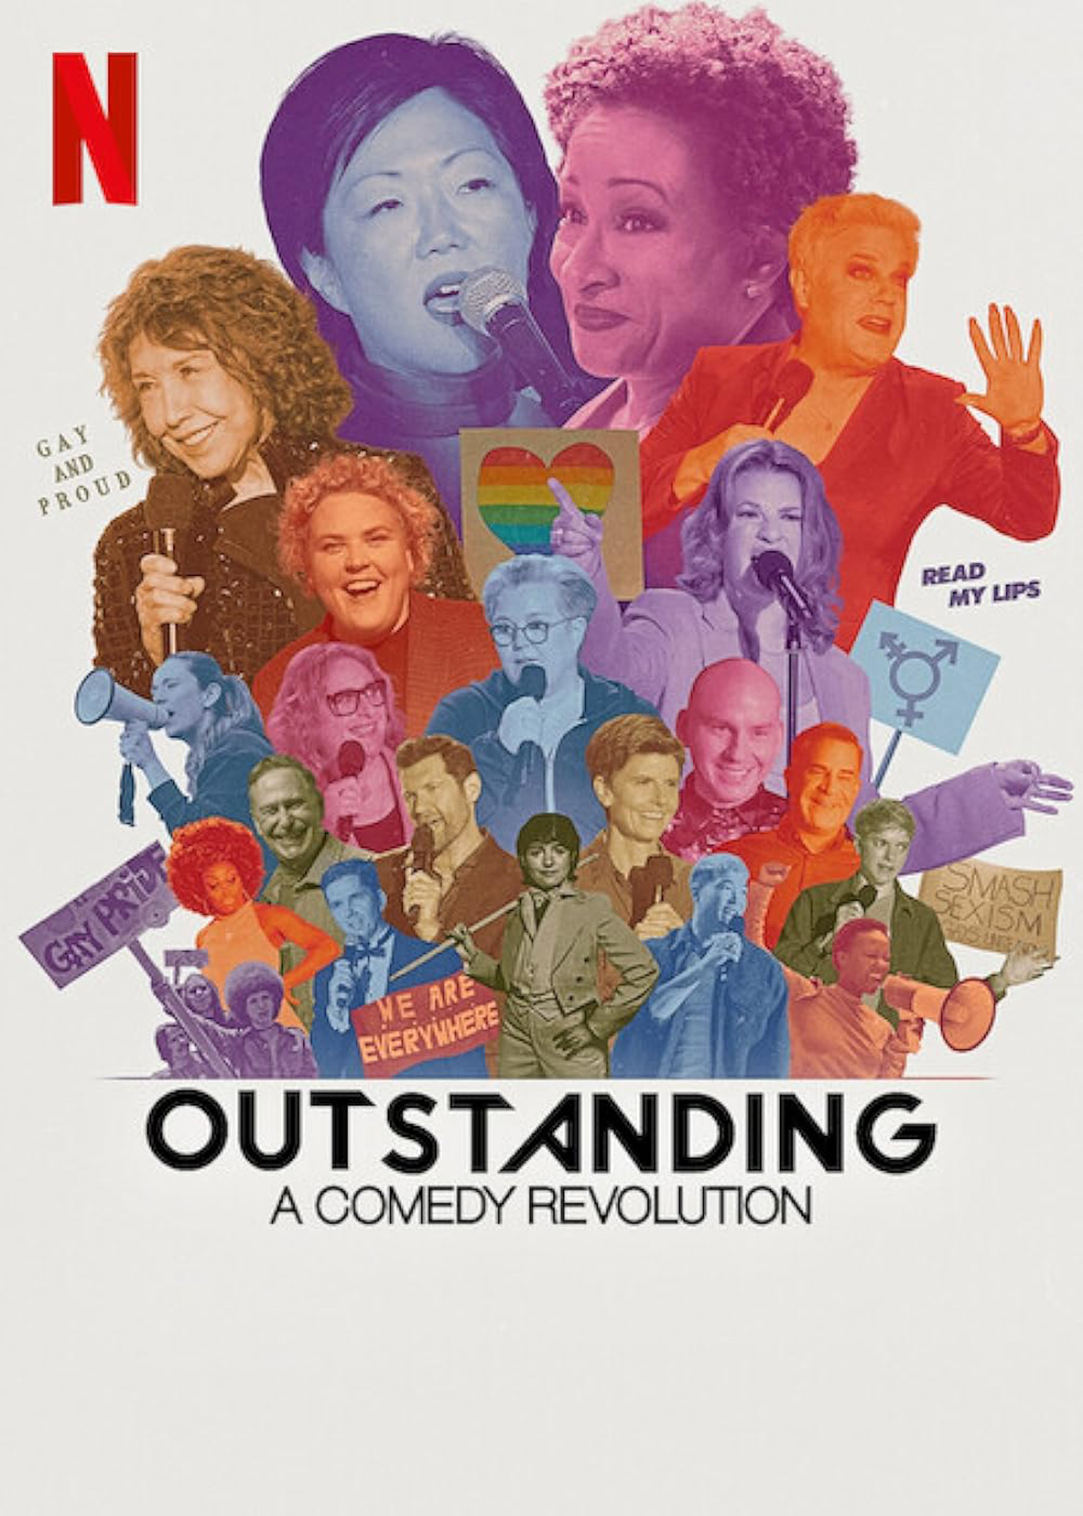 N
GAY
AND
PROUD
READ
MY LIPS
GAY PRIDE
SMASH
SEXISM
WE ARE
EVERYWHERE
OUTSTANDING
A COMEDY REVOLUTION